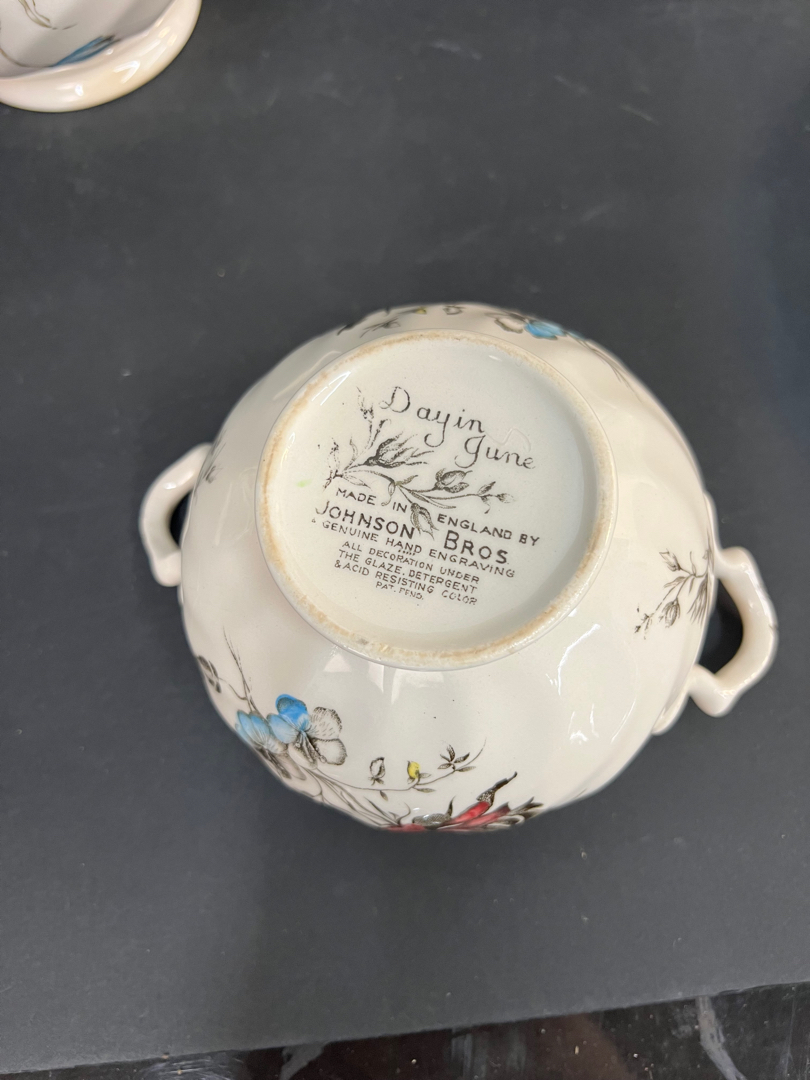 Day in
June
MADE IN ENGLAND BY
JOHNSON BROS
A GENUINE HAND ENGRAVING
ALL DECORATION UNDER
THE GLAZE, DETERGENT
& ACID RESISTING COLOR
PAT. PEND.